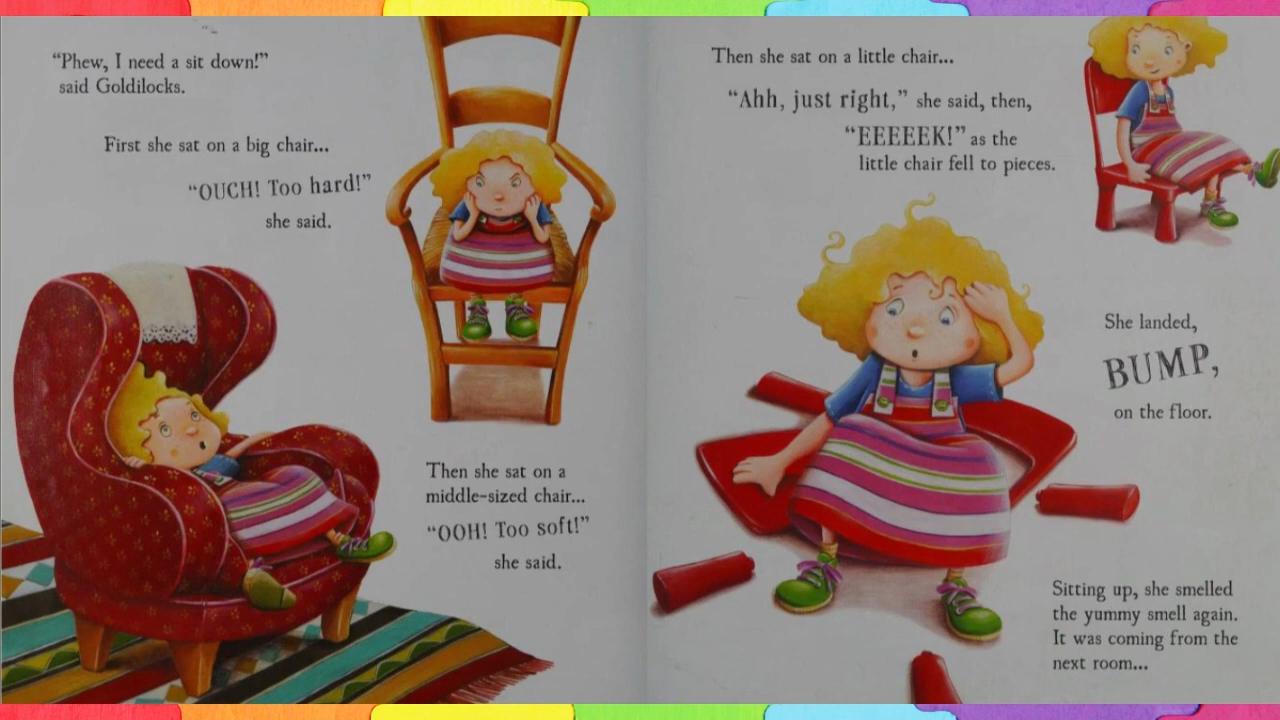 “Phew, I need a sit down!”
said Goldilocks.
First she sat on a big chair...
“OUCH! Too hard!”
she said.
Then she sat on a
middle-sized chair...
“OOH! Too soft!”
she said.
Then she sat on a little chair...
“Ahh, just right,” she said, then,
“EEEEEK!” as the
little chair fell to pieces.
She landed,
BUMP,
on the floor.
Sitting up, she smelled
the yummy smell again.
It was coming from the
next room...